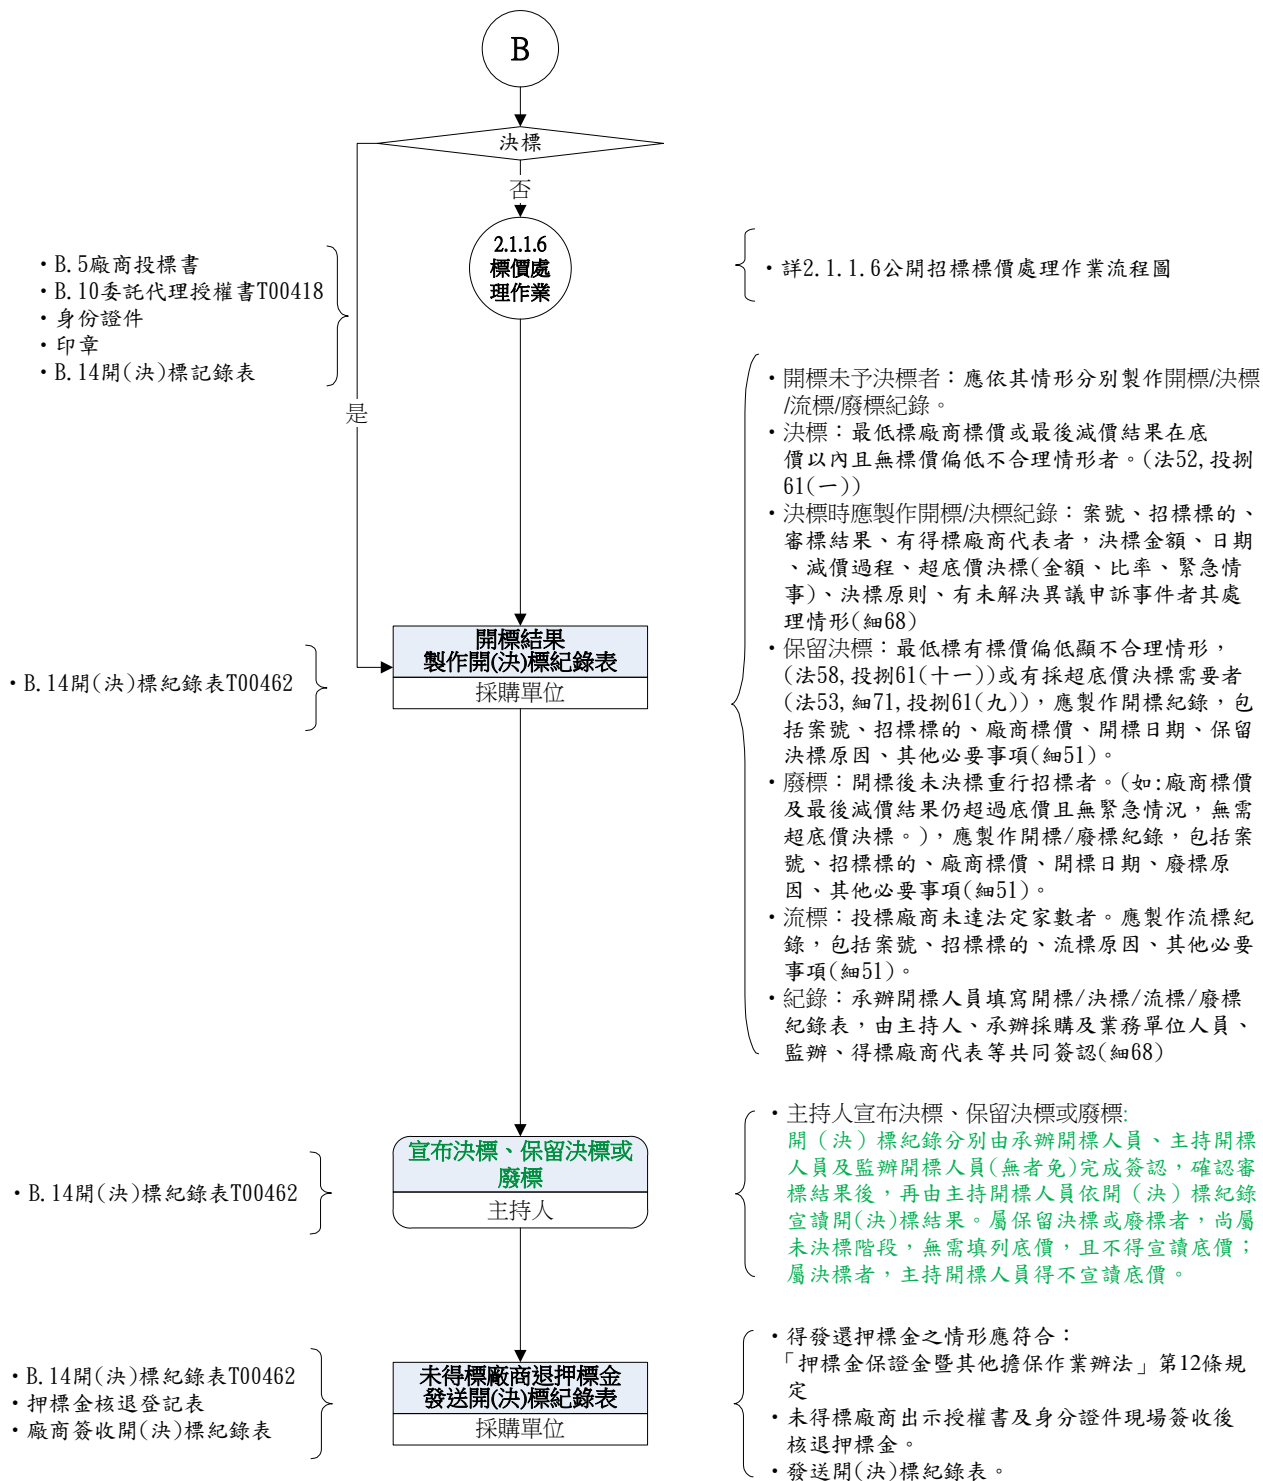 B
決標
否
2.1.1.6
標價處
理作業
・B.5廠商投標書
・B.10委託代理授權書T00418
・身份證件
・印章
・B.14開(決)標記錄表
・詳2.1.1.6公開招標標價處理作業流程圖
是
・開標未予決標者：應依其情形分別製作開標/決標
/流標/廢標紀錄。
・決標：最低標廠商標價或最後減價結果在底
價以內且無標價偏低不合理情形者。(法52,投捌
61(一))
・決標時應製作開標/決標紀錄：案號、招標標的、
審標結果、有得標廠商代表者，決標金額、日期
、減價過程、超底價決標(金額、比率、緊急情
事)、決標原則、有未解決異議申訴事件者其處
理情形(細68)
・保留決標：最低標有標價偏低顯不合理情形，
(法58,投捌61(十一))或有採超底價決標需要者
(法53,細71,投捌61(九))，應製作開標紀錄，包
括案號、招標標的、廠商標價、開標日期、保留
決標原因、其他必要事項(細51)。
・廢標：開標後未決標重行招標者。(如:廠商標價
及最後減價結果仍超過底價且無緊急情況，無需
超底價決標。)，應製作開標/廢標紀錄，包括案
號、招標標的、廠商標價、開標日期、廢標原
因、其他必要事項(細51)。
・流標：投標廠商未達法定家數者。應製作流標紀
錄，包括案號、招標標的、流標原因、其他必要
事項(細51)。
・紀錄：承辦開標人員填寫開標/決標/流標/廢標
紀錄表，由主持人、承辦採購及業務單位人員、
監辦、得標廠商代表等共同簽認(細68)
開標結果
製作開(決)標紀錄表
採購單位
・B.14開(決)標紀錄表T00462
宣布決標、保留決標或
廢標
主持人
・B.14開(決)標紀錄表T00462
・主持人宣布決標、保留決標或廢標:
開（決）標紀錄分別由承辦開標人員、主持開標
人員及監辦開標人員(無者免)完成簽認，確認審
標結果後，再由主持開標人員依開（決）標紀錄
宣讀開(決)標結果。屬保留決標或廢標者，尚屬
未決標階段，無需填列底價，且不得宣讀底價；
屬決標者，主持開標人員得不宣讀底價。
未得標廠商退押標金
發送開(決)標紀錄表
採購單位
・B.14開(決)標紀錄表T00462
・押標金核退登記表
・廠商簽收開(決)標紀錄表
・得發還押標金之情形應符合：
「押標金保證金暨其他擔保作業辦法」第12條規
定
・未得標廠商出示授權書及身分證件現場簽收後
核退押標金。
・發送開(決)標紀錄表。